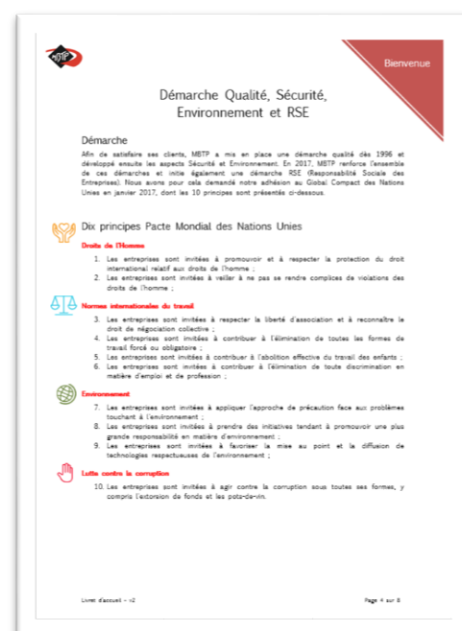 MBTP
Bienvenue
Démarche Qualité, Sécurité,
Environnement et RSE
Démarche
Afin de satisfaire ses clients, MBTP a mis en place une démarche qualité dès 1996 et
développé ensuite les aspects Sécurité et Environnement. En 2017, MBTP renforce l'ensemble
de ces démarches et initie également une démarche RSE (Responsabilité Sociale des
Entreprises). Nous avons pour cela demandé notre adhésion au Global Compact des Nations
Unies en janvier 2017, dont les 10 principes sont présentés ci-dessous.
Dix principes Pacte Mondial des Nations Unies
Droits de l'Homme
1. Les entreprises sont invitées à promouvoir et à respecter la protection du droit
international relatif aux droits de l'homme ;
2. Les entreprises sont invitées à veiller à ne pas se rendre complices de violations des
droits de l'homme ;
Normes internationales du travail
3. Les entreprises sont invitées à respecter la liberté d'association et à reconnaître le
droit de négociation collective ;
4. Les entreprises sont invitées à contribuer à l'élimination de toutes les formes de
travail forcé ou obligatoire ;
5. Les entreprises sont invitées à contribuer à l'abolition effective du travail des enfants ;
6. Les entreprises sont invitées à contribuer à l'élimination de toute discrimination en
matière d'emploi et de profession ;
Environnement
7. Les entreprises sont invitées à appliquer l'approche de précaution face aux problèmes
touchant à l'environnement ;
8. Les entreprises sont invitées à prendre des initiatives tendant à promouvoir une plus
grande responsabilité en matière d'environnement ;
9. Les entreprises sont invitées à favoriser la mise au point et la diffusion de
technologies respectueuses de l'environnement ;
Lutte contre la corruption
10. Les entreprises sont invitées à agir contre la corruption sous toutes ses formes, y
compris l'extorsion de fonds et les pots-de-vin.
Livret d'accueil - v2
Page 4 sur 8